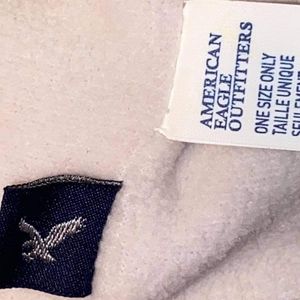 AMERICAN
EAGLE
OUTFITTERS
ONE SIZE ONLY
TAILLE UNIQUE